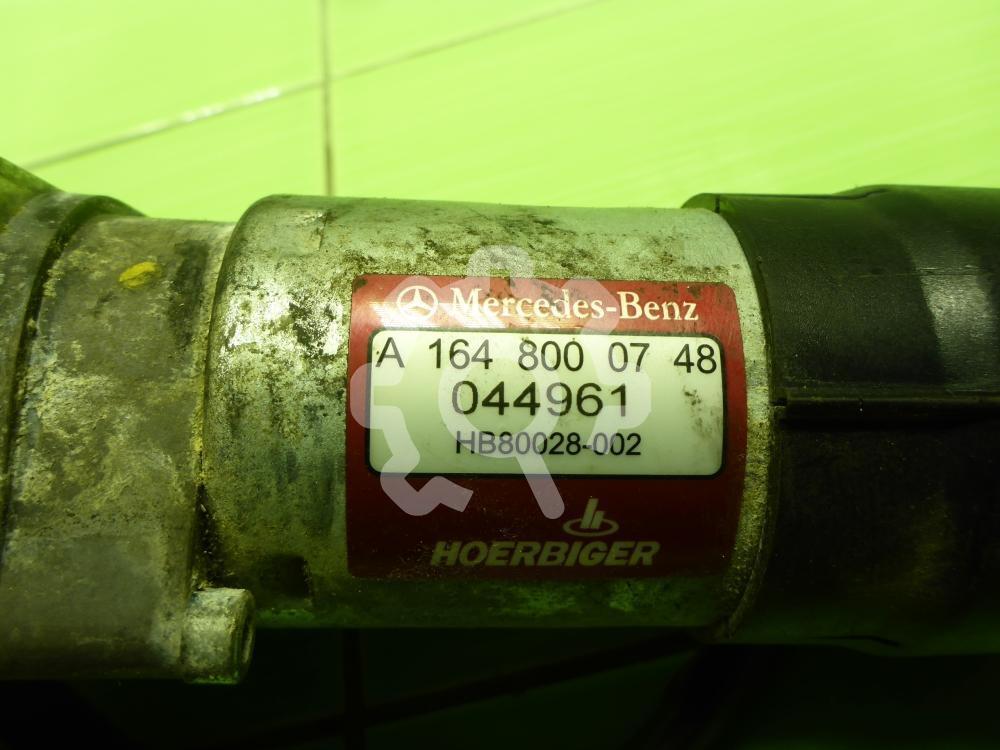 Mercedes-Benz
A 164 800 07 48
044961
HB80028-002
HOERBIGER